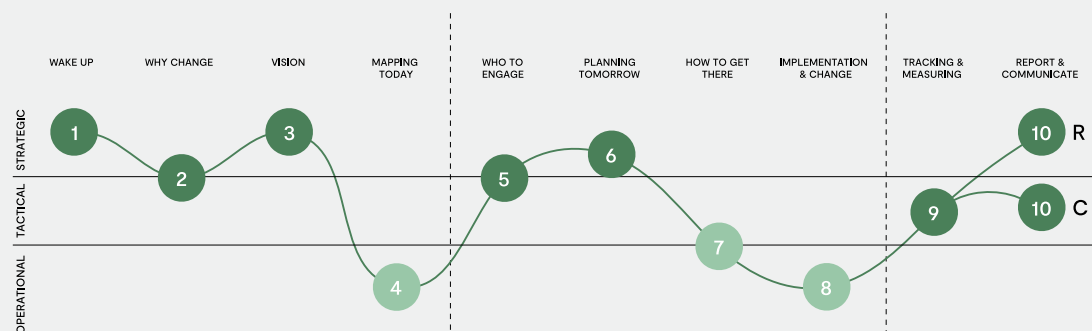 WAKE UP
WHY CHANGE
VISION
MAPPING
TODAY
WHO TO
ENGAGE
PLANNING
TOMORROW
HOW TO GET
THERE
IMPLEMENTATION
& CHANGE
TRACKING &
MEASURING
REPORT &
COMMUNICATE
STRATEGIC
1
2
3
5
6
10 R
TACTICAL
9
10 C
7
OPERATIONAL
4
8